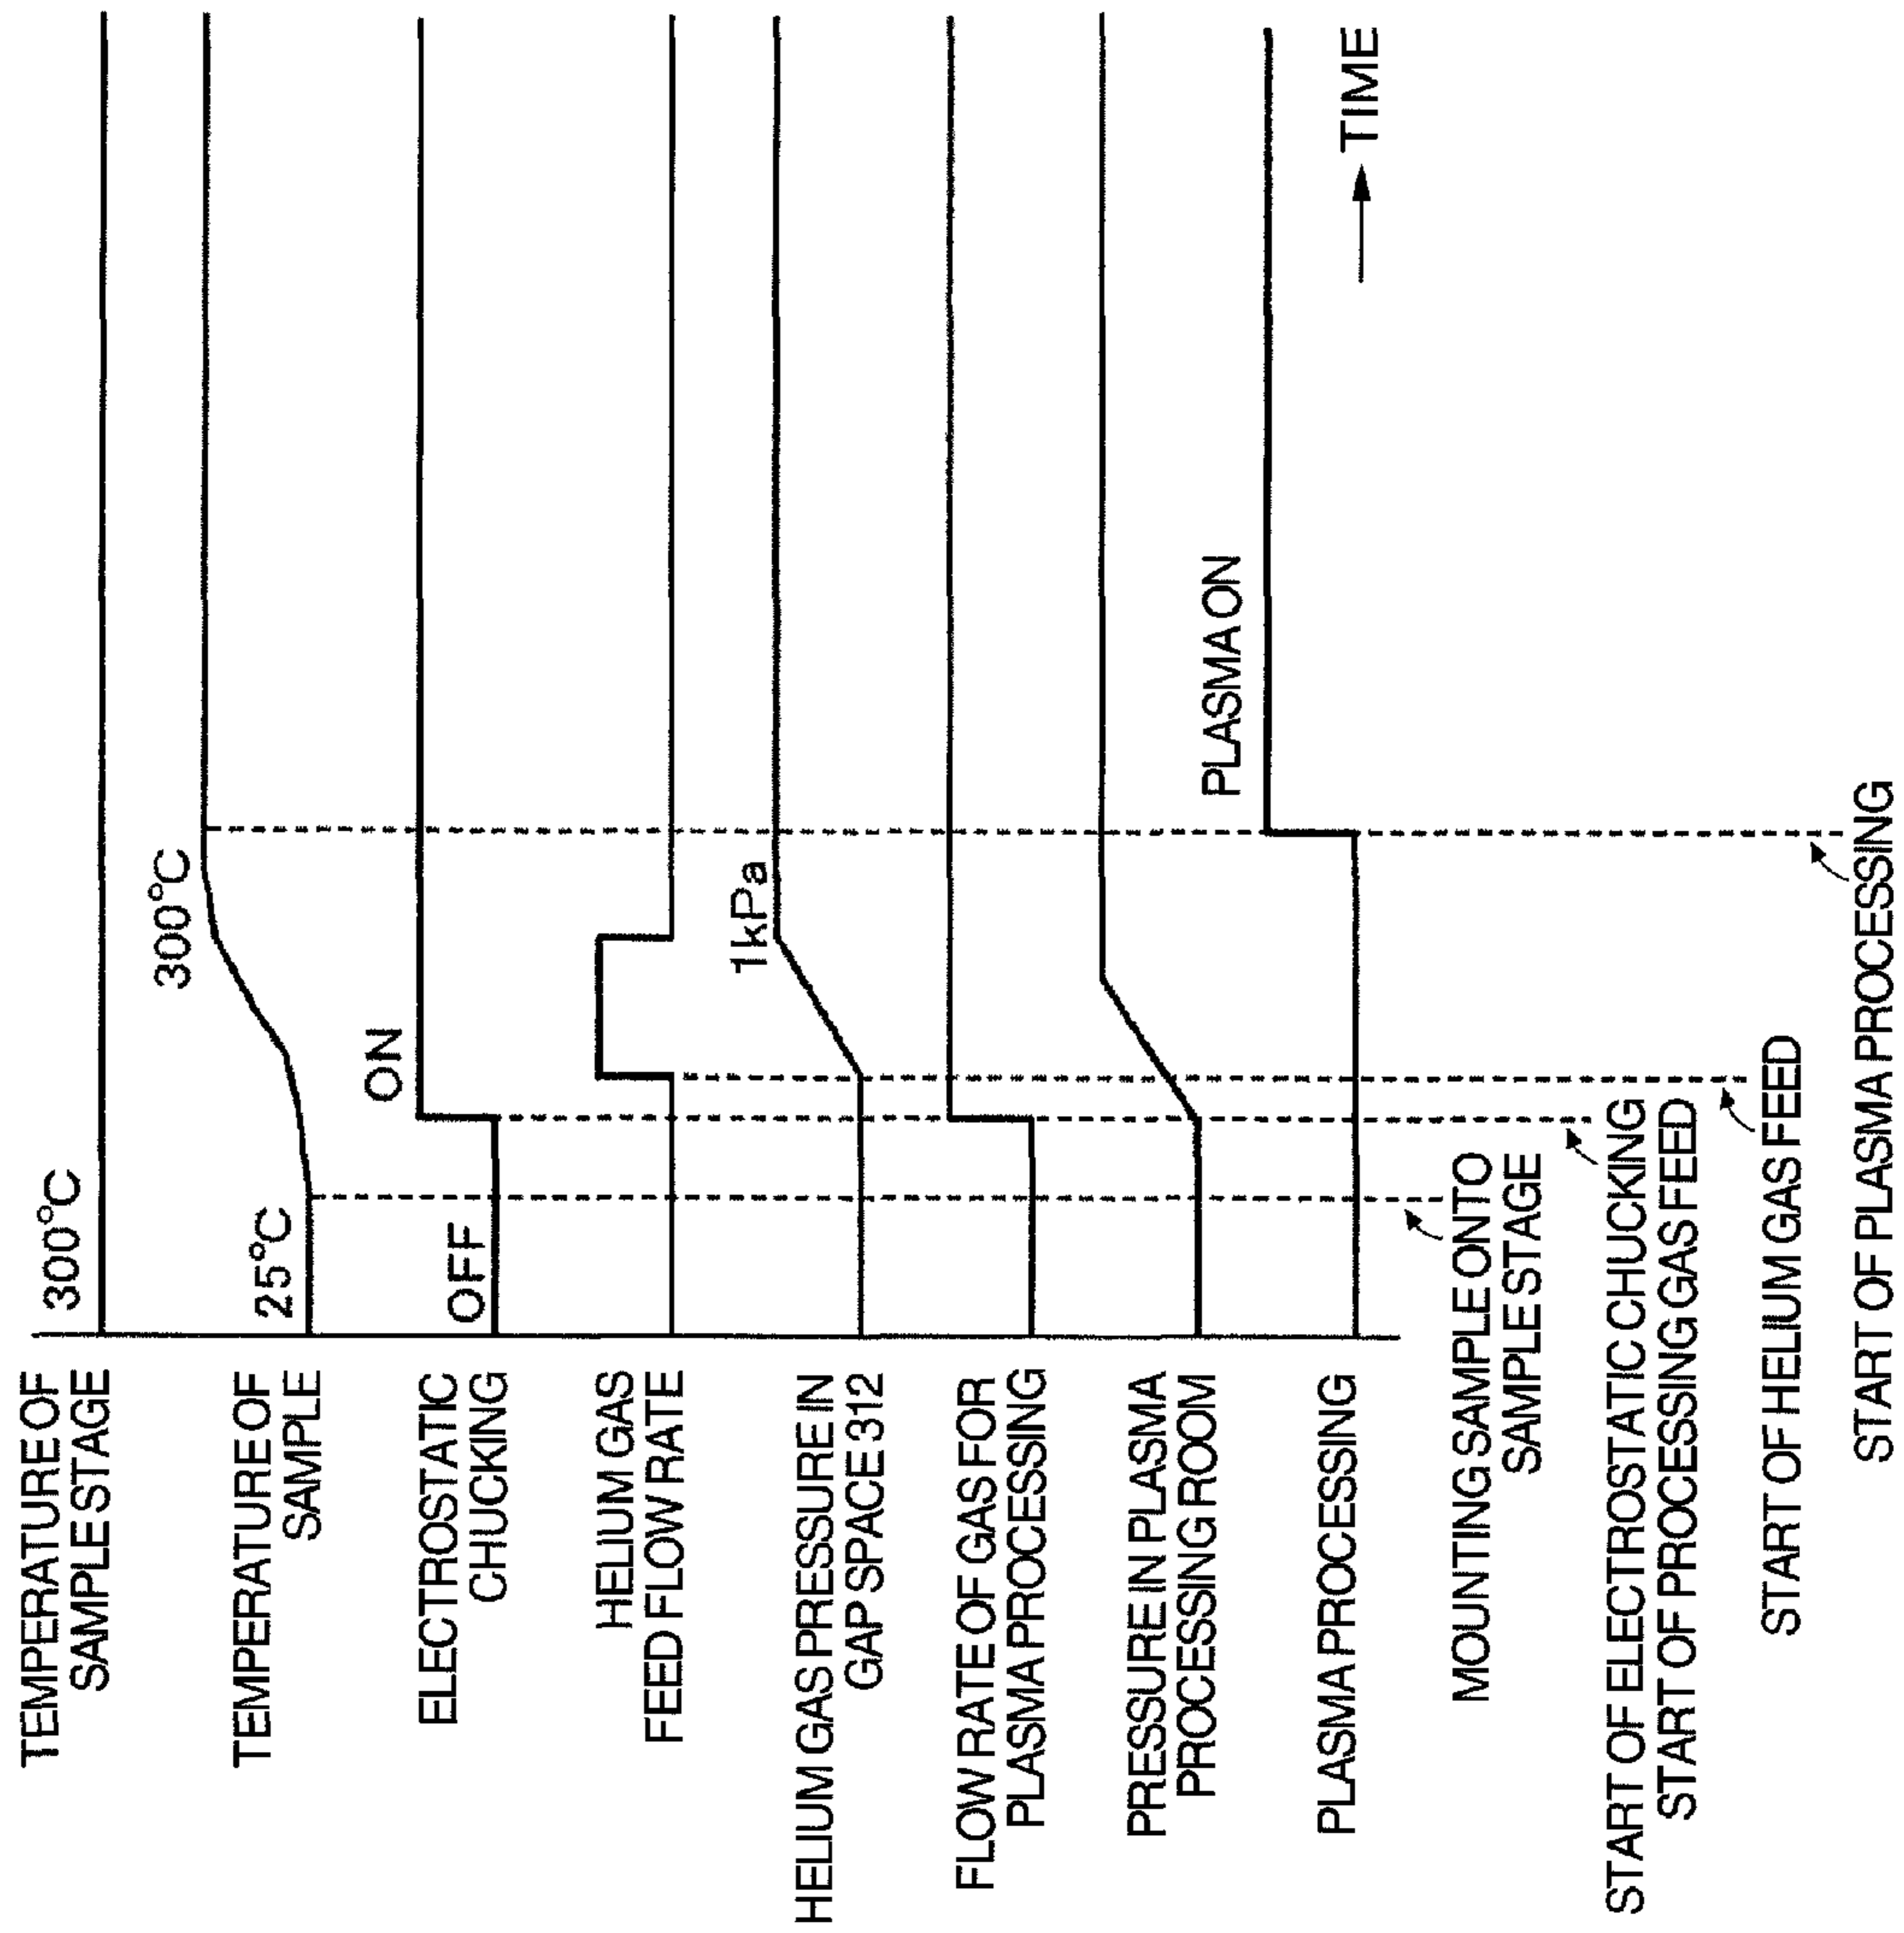 TEMPERATURE OF
SAMPLE STAGE
300°C
TEMPERATURE OF
SAMPLE
25°C
300°C
ELECTROSTATIC
CHUCKING
OFF
ON
HELIUM GAS
FEED FLOW RATE
HELIUM GAS PRESSURE IN
GAP SPACE 312
1kPa
FLOW RATE OF GAS FOR
PLASMA PROCESSING
PRESSURE IN PLASMA
PROCESSING ROOM
PLASMA PROCESSING
PLASMA ON
TIME
MOUNTING SAMPLE ONTO
SAMPLE STAGE
START OF ELECTROSTATIC CHUCKING
START OF PROCESSING GAS FEED
START OF HELIUM GAS FEED
START OF PLASMA PROCESSING